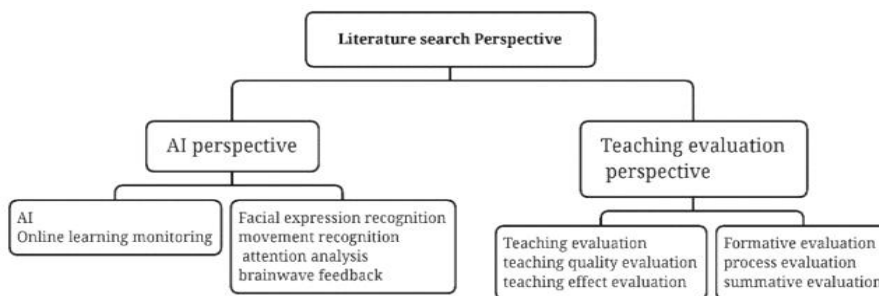 Literature search Perspective
AI perspective
Teaching evaluation
perspective
AI
Online learning monitoring
Facial expression recognition
movement recognition
attention analysis
brainwave feedback
Teaching evaluation
teaching quality evaluation
teaching effect evaluation
Formative evaluation
process evaluation
summative evaluation